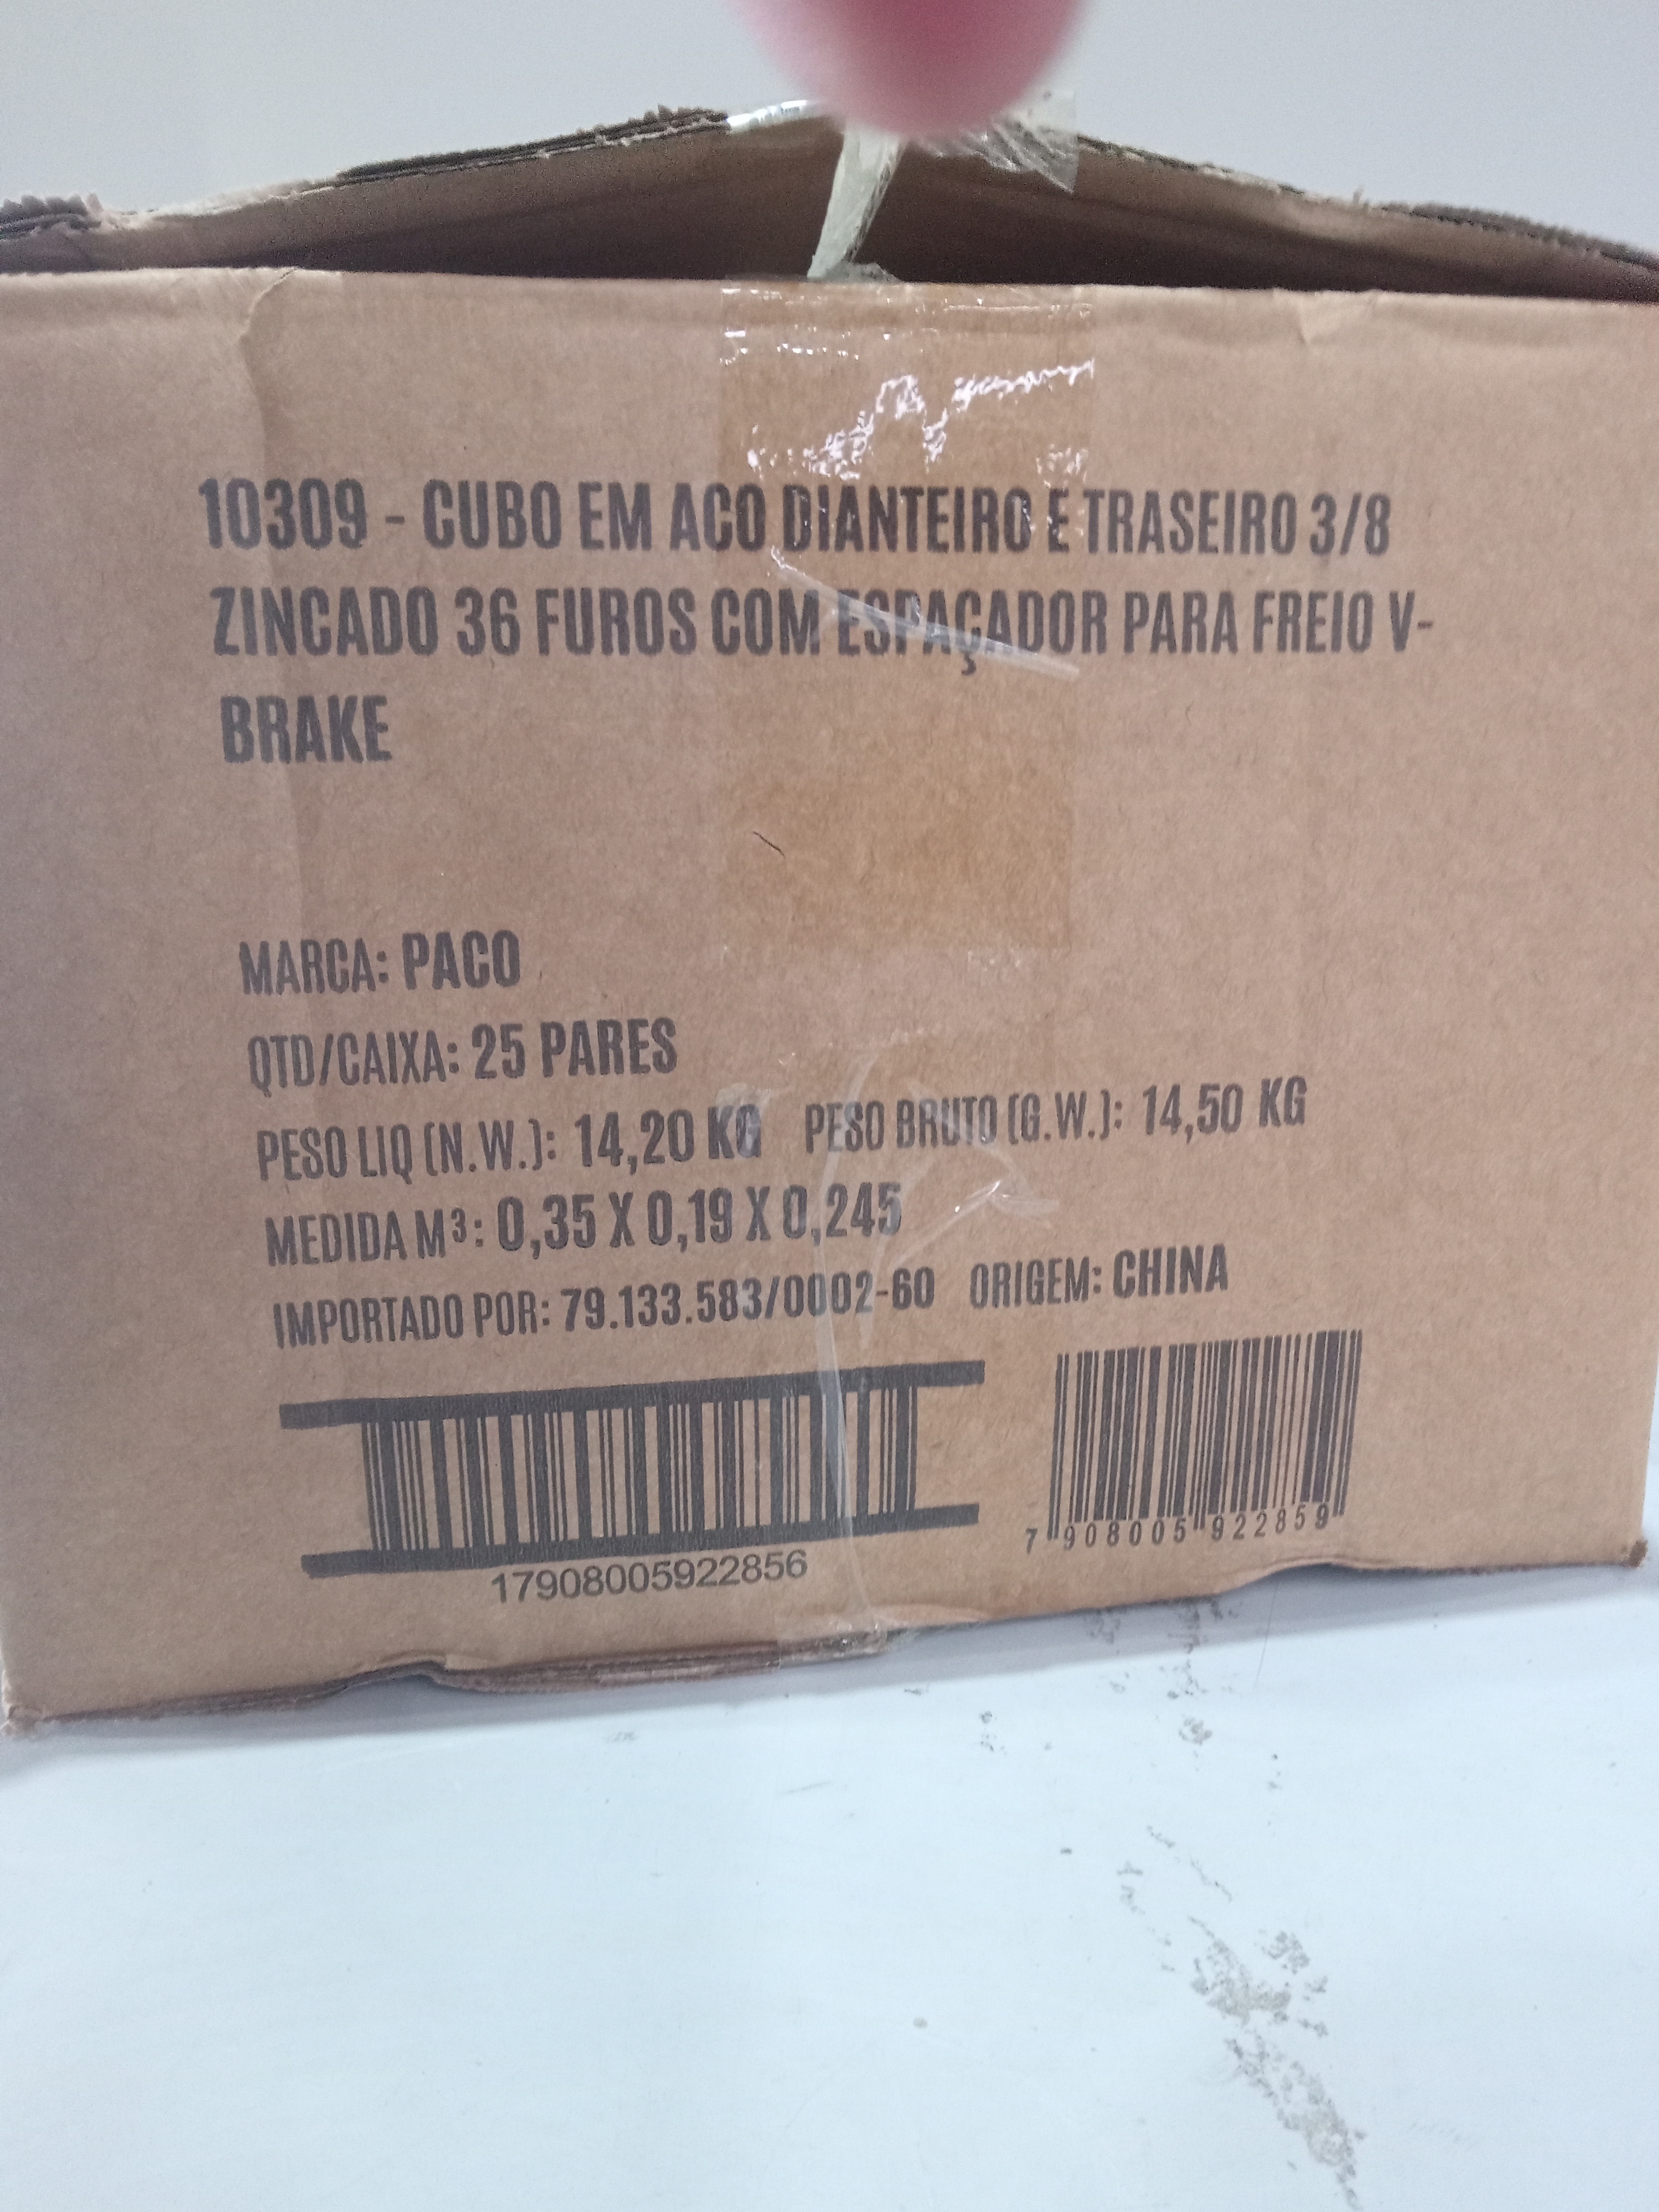 10309 - CUBO EM ACO DIANTEIRO E TRASEIRO 3/8
ZINCADO 36 FUROS COM ESPAÇADOR PARA FREIO V-
BRAKE
MARCA: PACO
QTD/CAIXA: 25 PARES
PESO LIQ (N.W.): 14,20 KG PESO BRUTO (G.W.): 14,50 KG
MEDIDA M³: 0,35 X 0,19 X 0,245
IMPORTADO POR: 79.133.583/0002-60 ORIGEM: CHINA
17908005922856
7 908005 922859